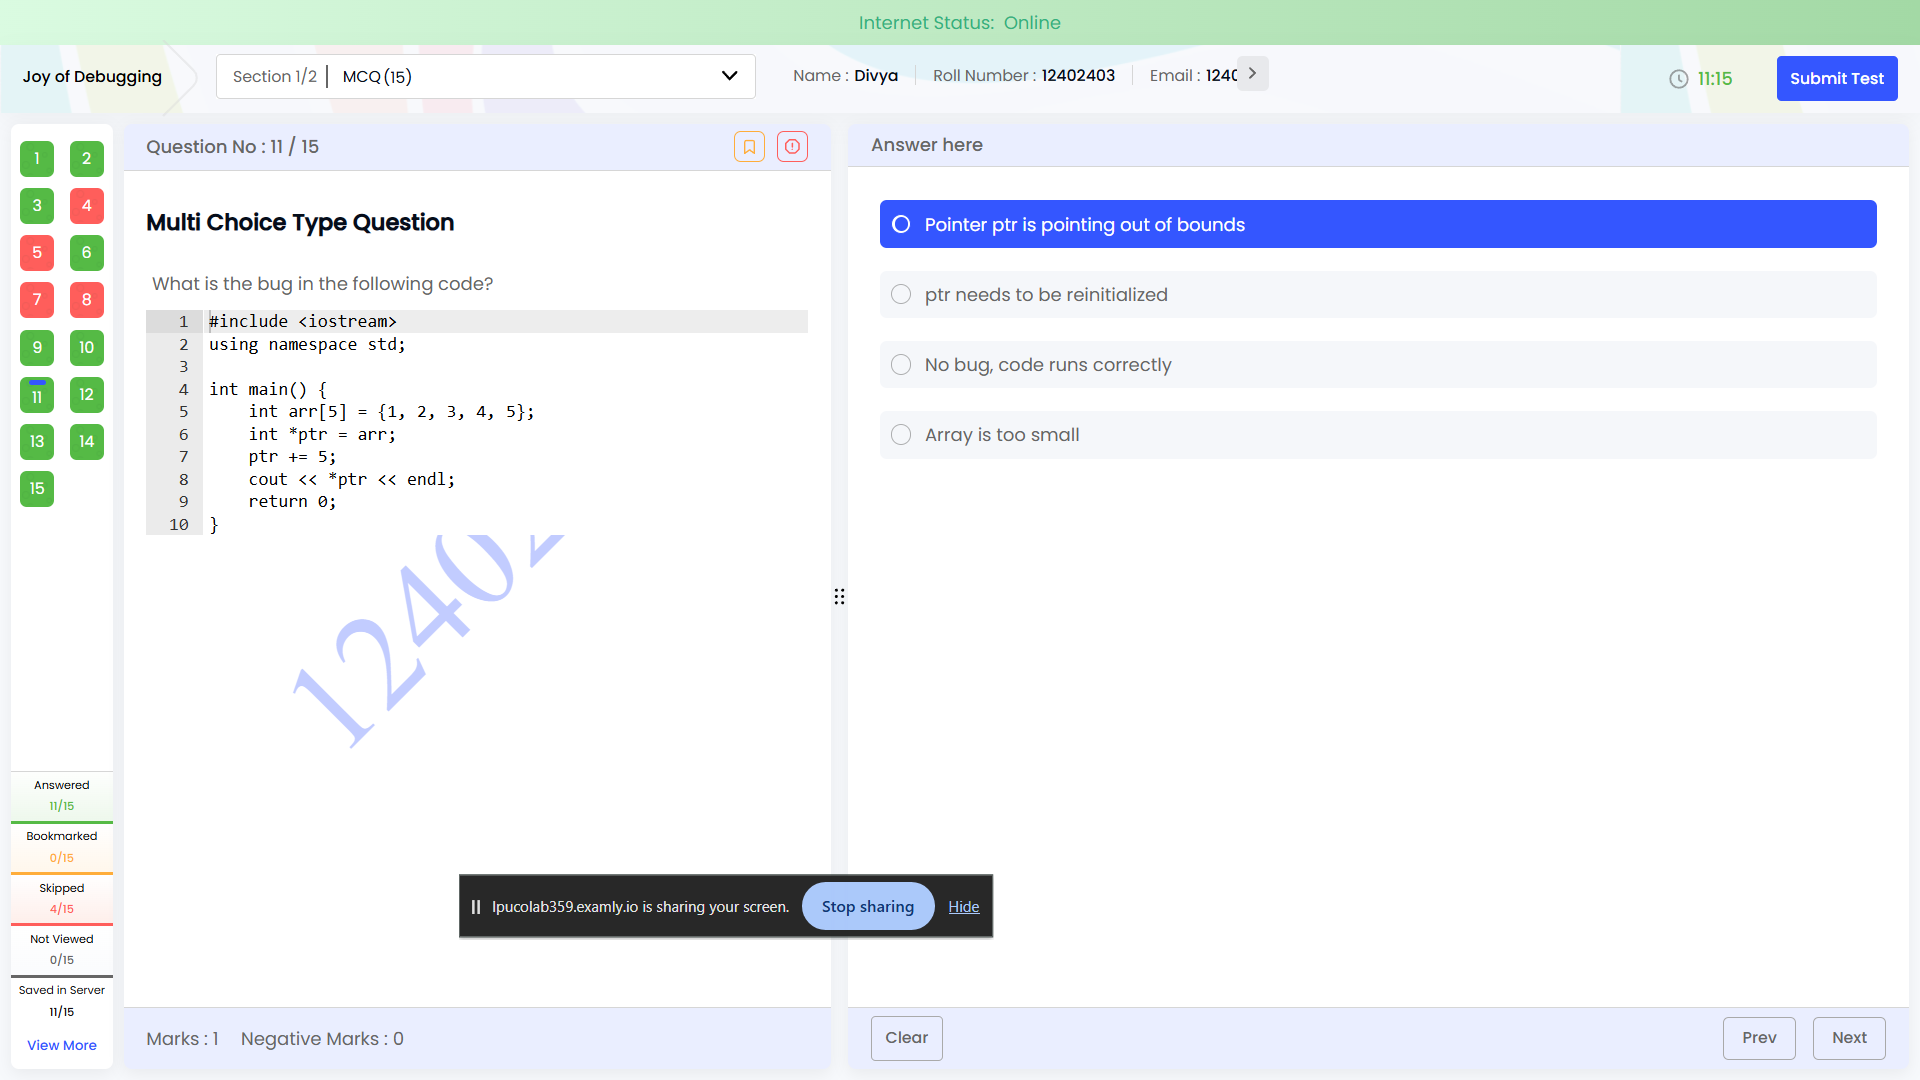 Internet Status: Online
Joy of Debugging
Section 1/2 | MCQ (15)
Name : Divya
Roll Number : 12402403
Email : 1240
11:15
Submit Test
1 2
3 4
5 6
7 8
9 10
11 12
13 14
15
Answered
11/15
Bookmarked
0/15
Skipped
4/15
Not Viewed
0/15
Saved in Server
11/15
View More
Question No : 11 / 15
Multi Choice Type Question
What is the bug in the following code?
1 #include <iostream>
2 using namespace std;
3
4 int main() {
5     int arr[5] = {1, 2, 3, 4, 5};
6     int *ptr = arr;
7     ptr += 5;
8     cout << *ptr << endl;
9     return 0;
10 }
12402
Marks : 1 Negative Marks : 0
Answer here
Pointer ptr is pointing out of bounds
ptr needs to be reinitialized
No bug, code runs correctly
Array is too small
lpucolab359.examly.io is sharing your screen.
Stop sharing
Hide
Clear
Prev
Next